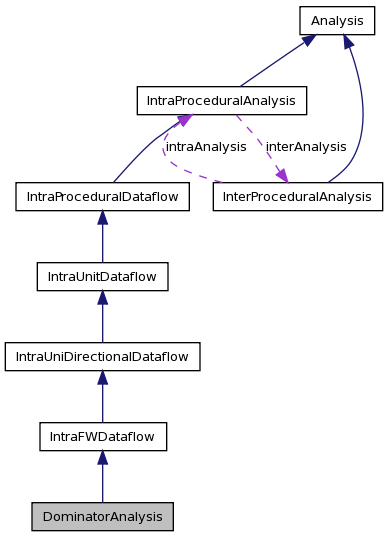 Analysis
IntraProceduralAnalysis
intraAnalysis
interAnalysis
IntraProceduralDataflow
InterProceduralAnalysis
IntraUnitDataflow
IntraUniDirectionalDataflow
IntraFWDataflow
DominatorAnalysis